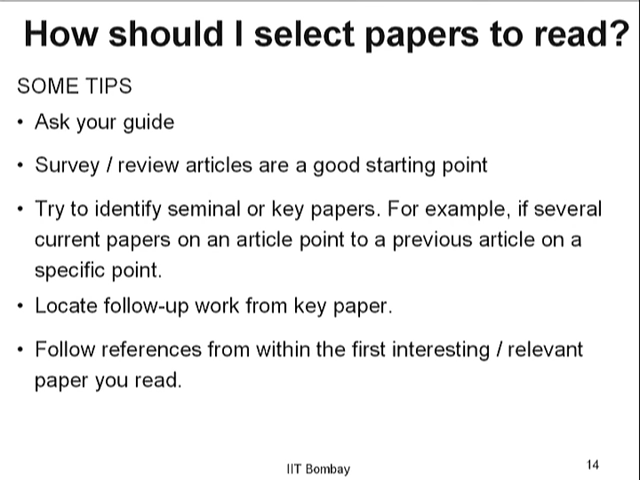 How should I select papers to read?
SOME TIPS
• Ask your guide
• Survey / review articles are a good starting point
• Try to identify seminal or key papers. For example, if several
current papers on an article point to a previous article on a
specific point.
• Locate follow-up work from key paper.
• Follow references from within the first interesting / relevant
paper you read.
IIT Bombay
14